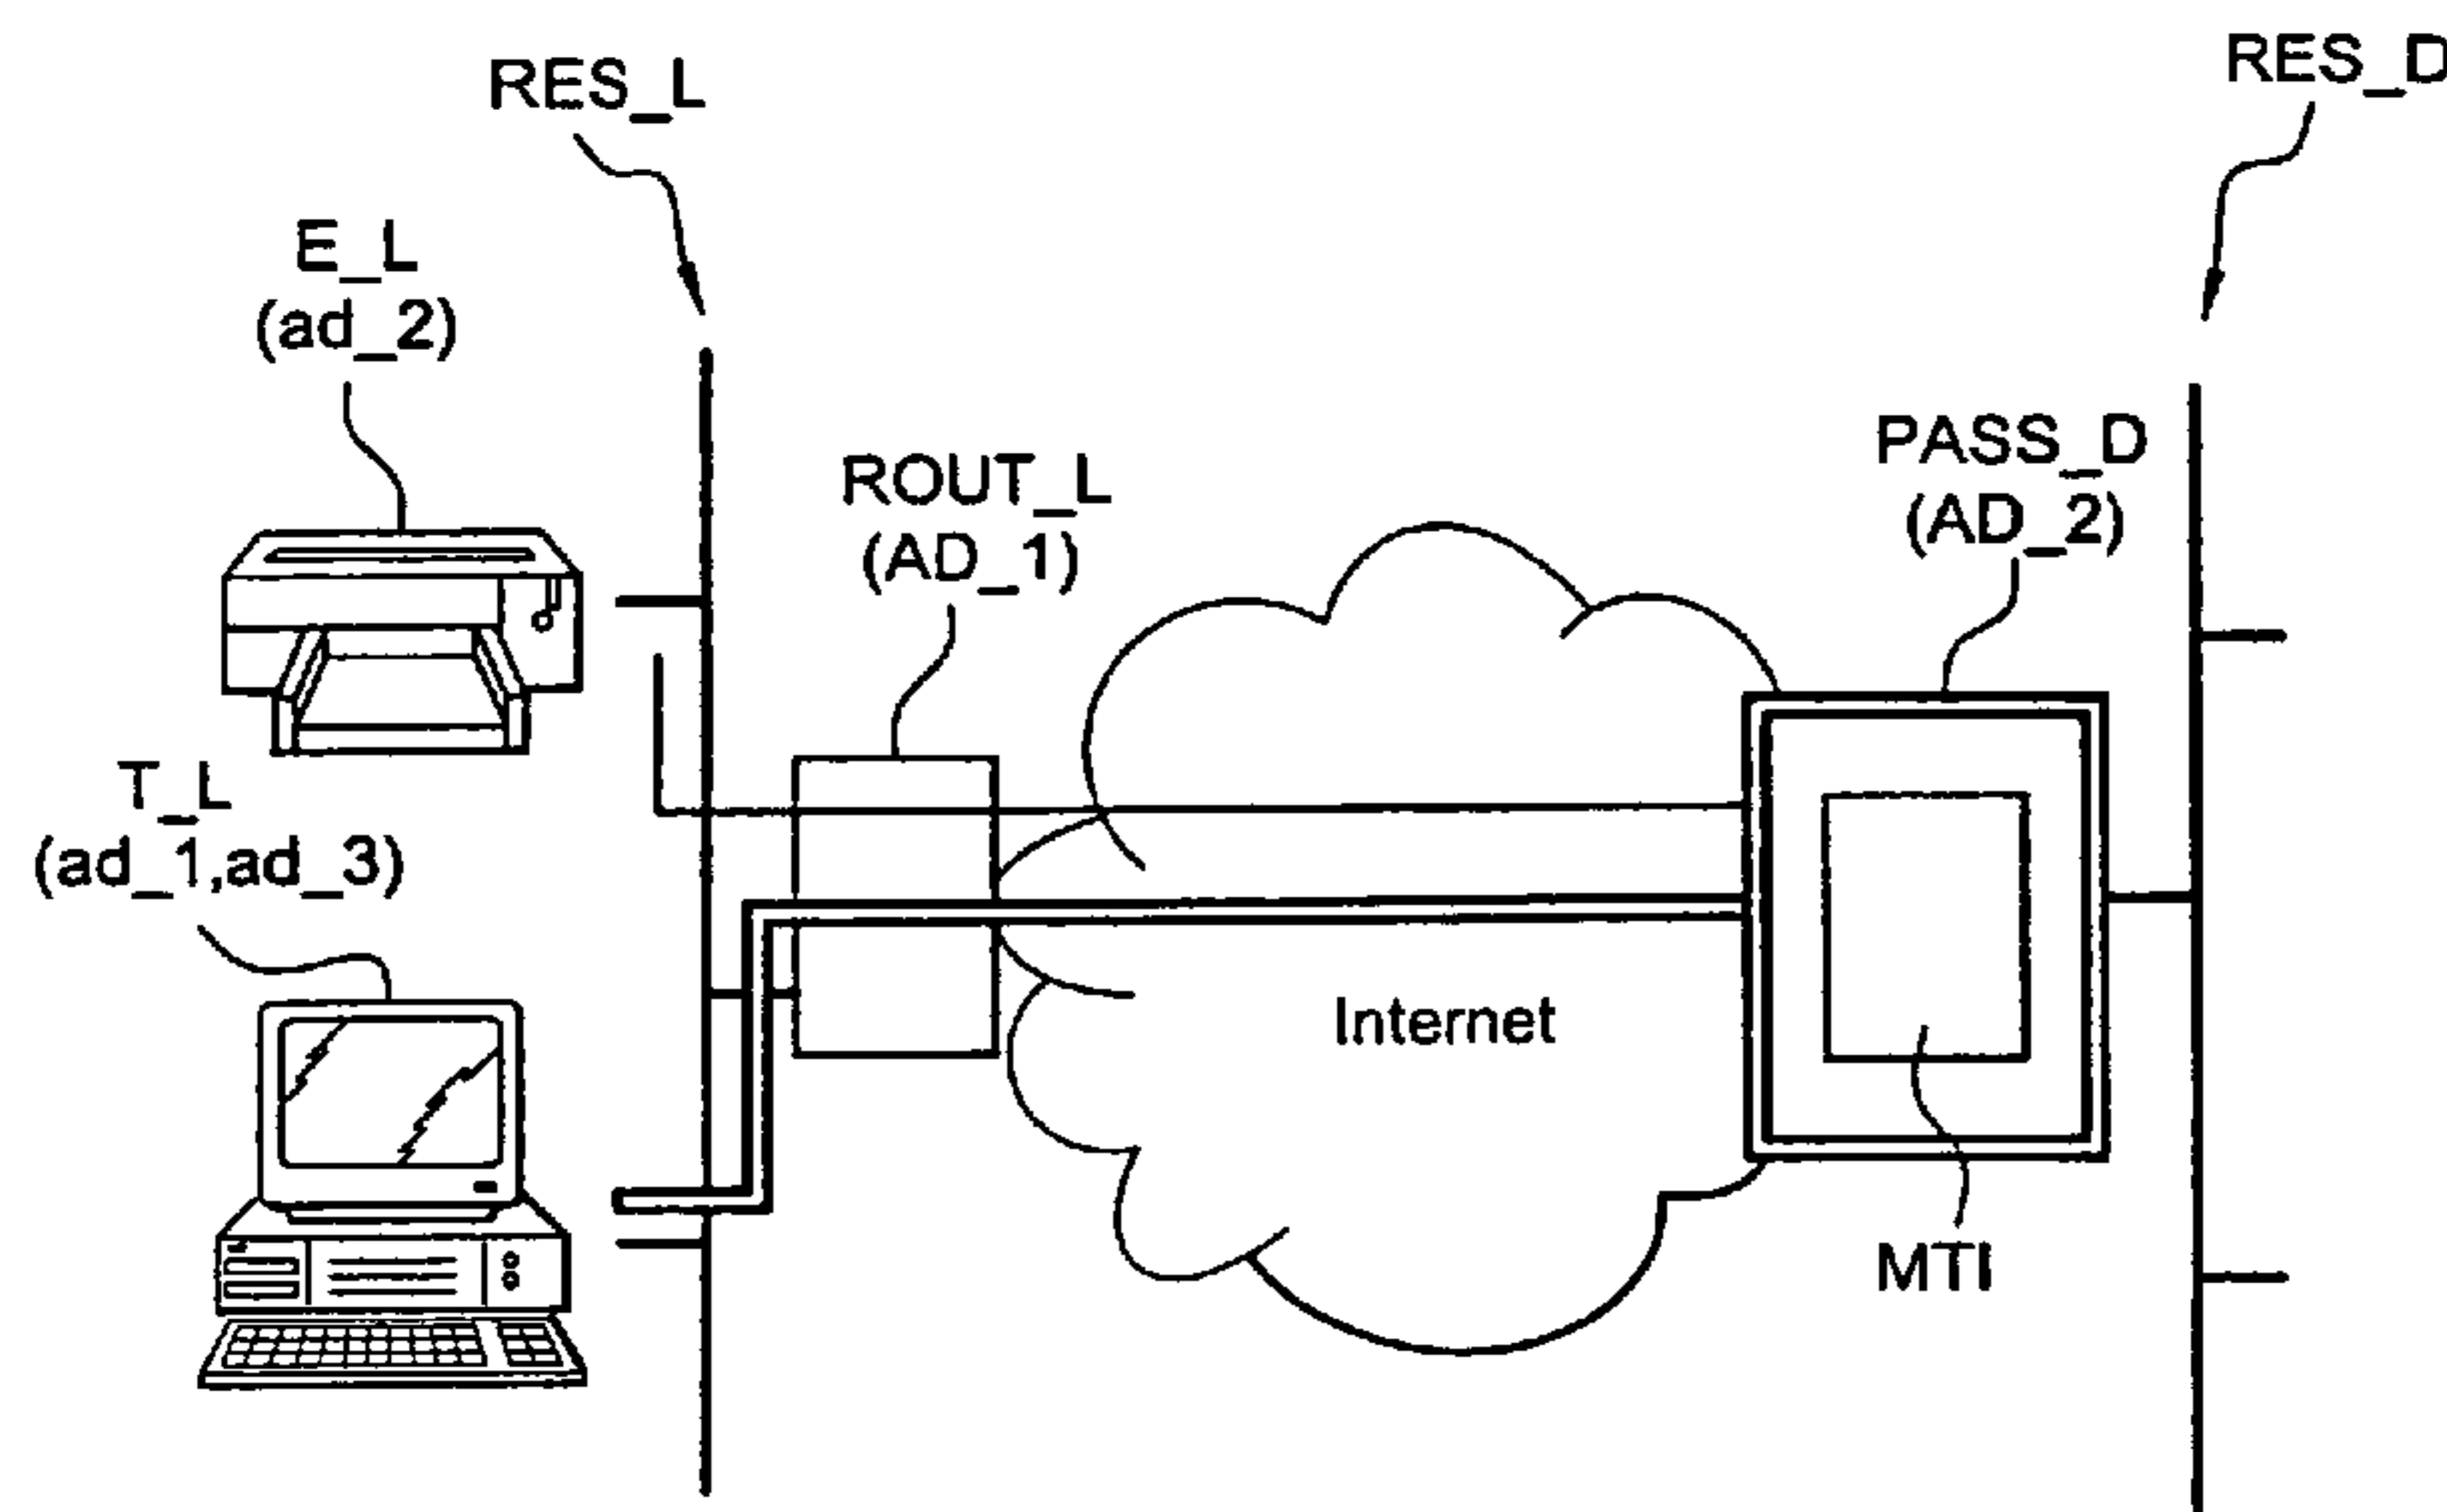 RES_L
RES_D
E_L
(ad_2)
ROUT_L
(AD_1)
PASS_D
(AD_2)
T_L
(ad_1,ad_3)
Internet
MTI